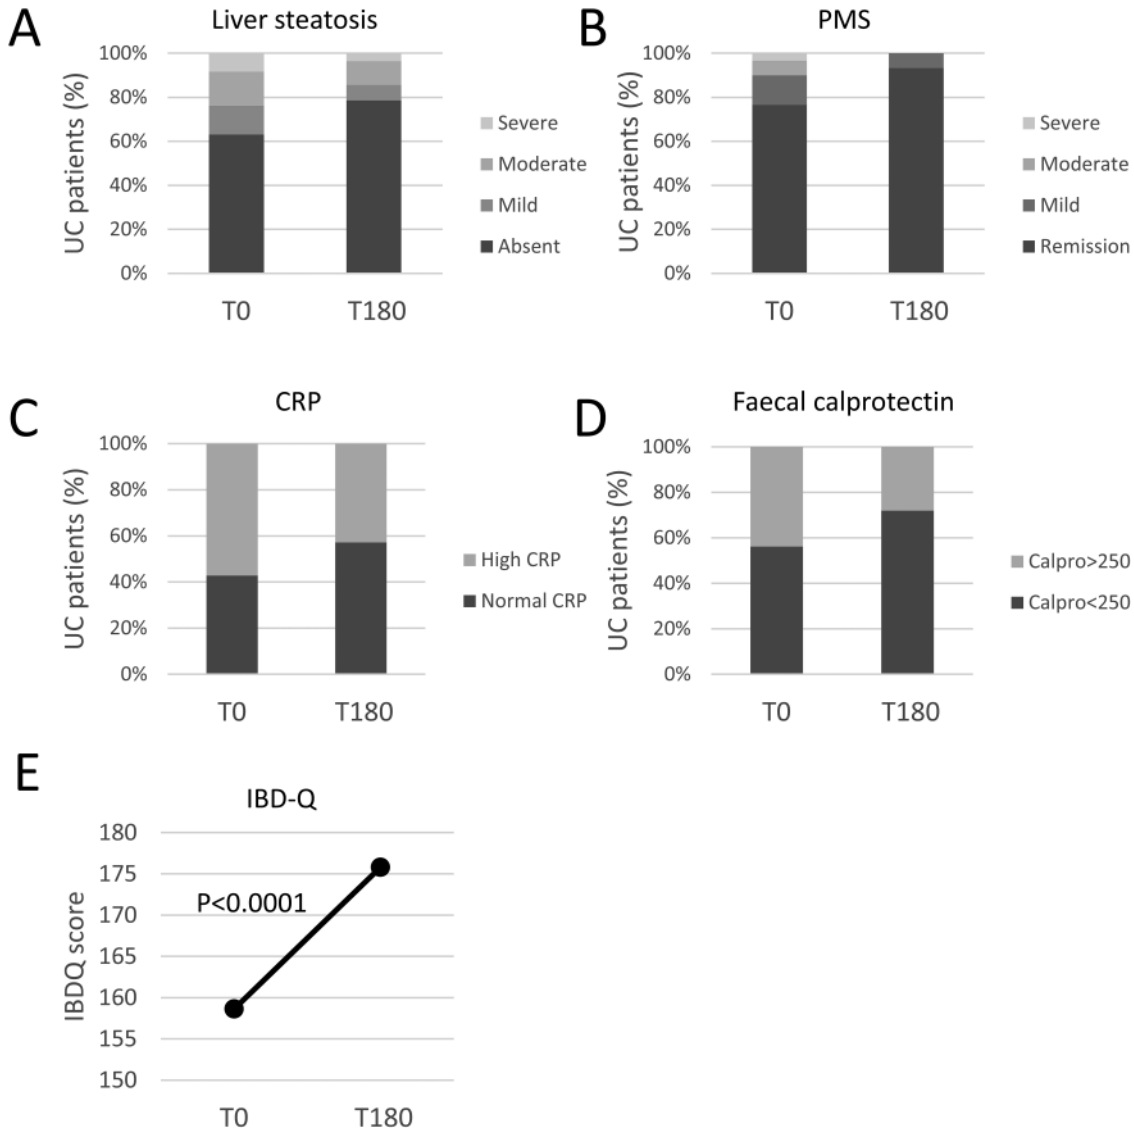 A
Liver steatosis
UC patients (%)
100%
80%
60%
40%
20%
0%
T0
T180
Severe
Moderate
Mild
Absent
B
PMS
UC patients (%)
100%
80%
60%
40%
20%
0%
T0
T180
Severe
Moderate
Mild
Remission
C
CRP
UC patients (%)
100%
80%
60%
40%
20%
0%
T0
T180
High CRP
Normal CRP
D
Faecal calprotectin
UC patients (%)
100%
80%
60%
40%
20%
0%
T0
T180
Calpro>250
Calpro<250
E
IBD-Q
IBDQ score
180
175
170
165
160
155
150
P<0.0001
T0
T180